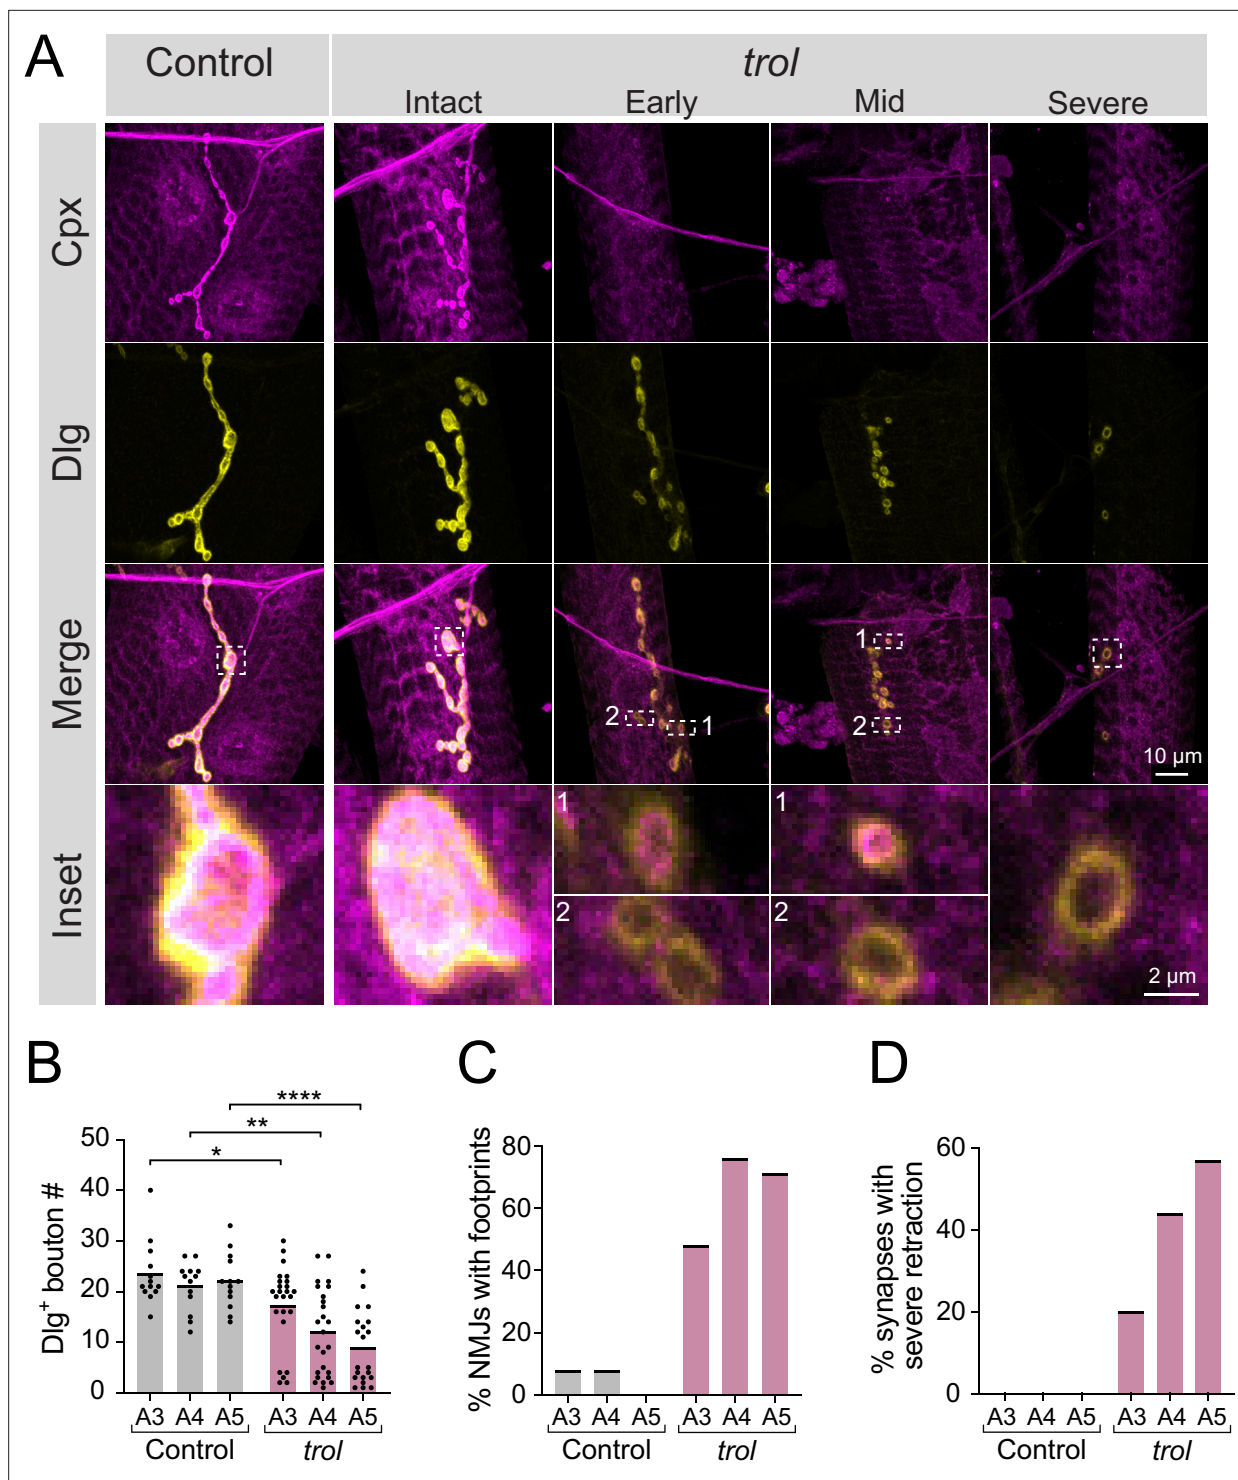 A
Control
trol
Intact
Early
Mid
Severe
Cpx
Dlg
Merge
2
1
1
2
10 µm
Inset
1
2
1
2
2 µm
B
****
**
*
Dlg+ bouton #
50
40
30
20
10
0
A3 A4 A5 A3 A4 A5
Control trol
C
% NMJs with footprints
80
60
40
20
0
A3 A4 A5 A3 A4 A5
Control trol
D
% synapses with
severe retraction
60
40
20
0
A3 A4 A5 A3 A4 A5
Control trol